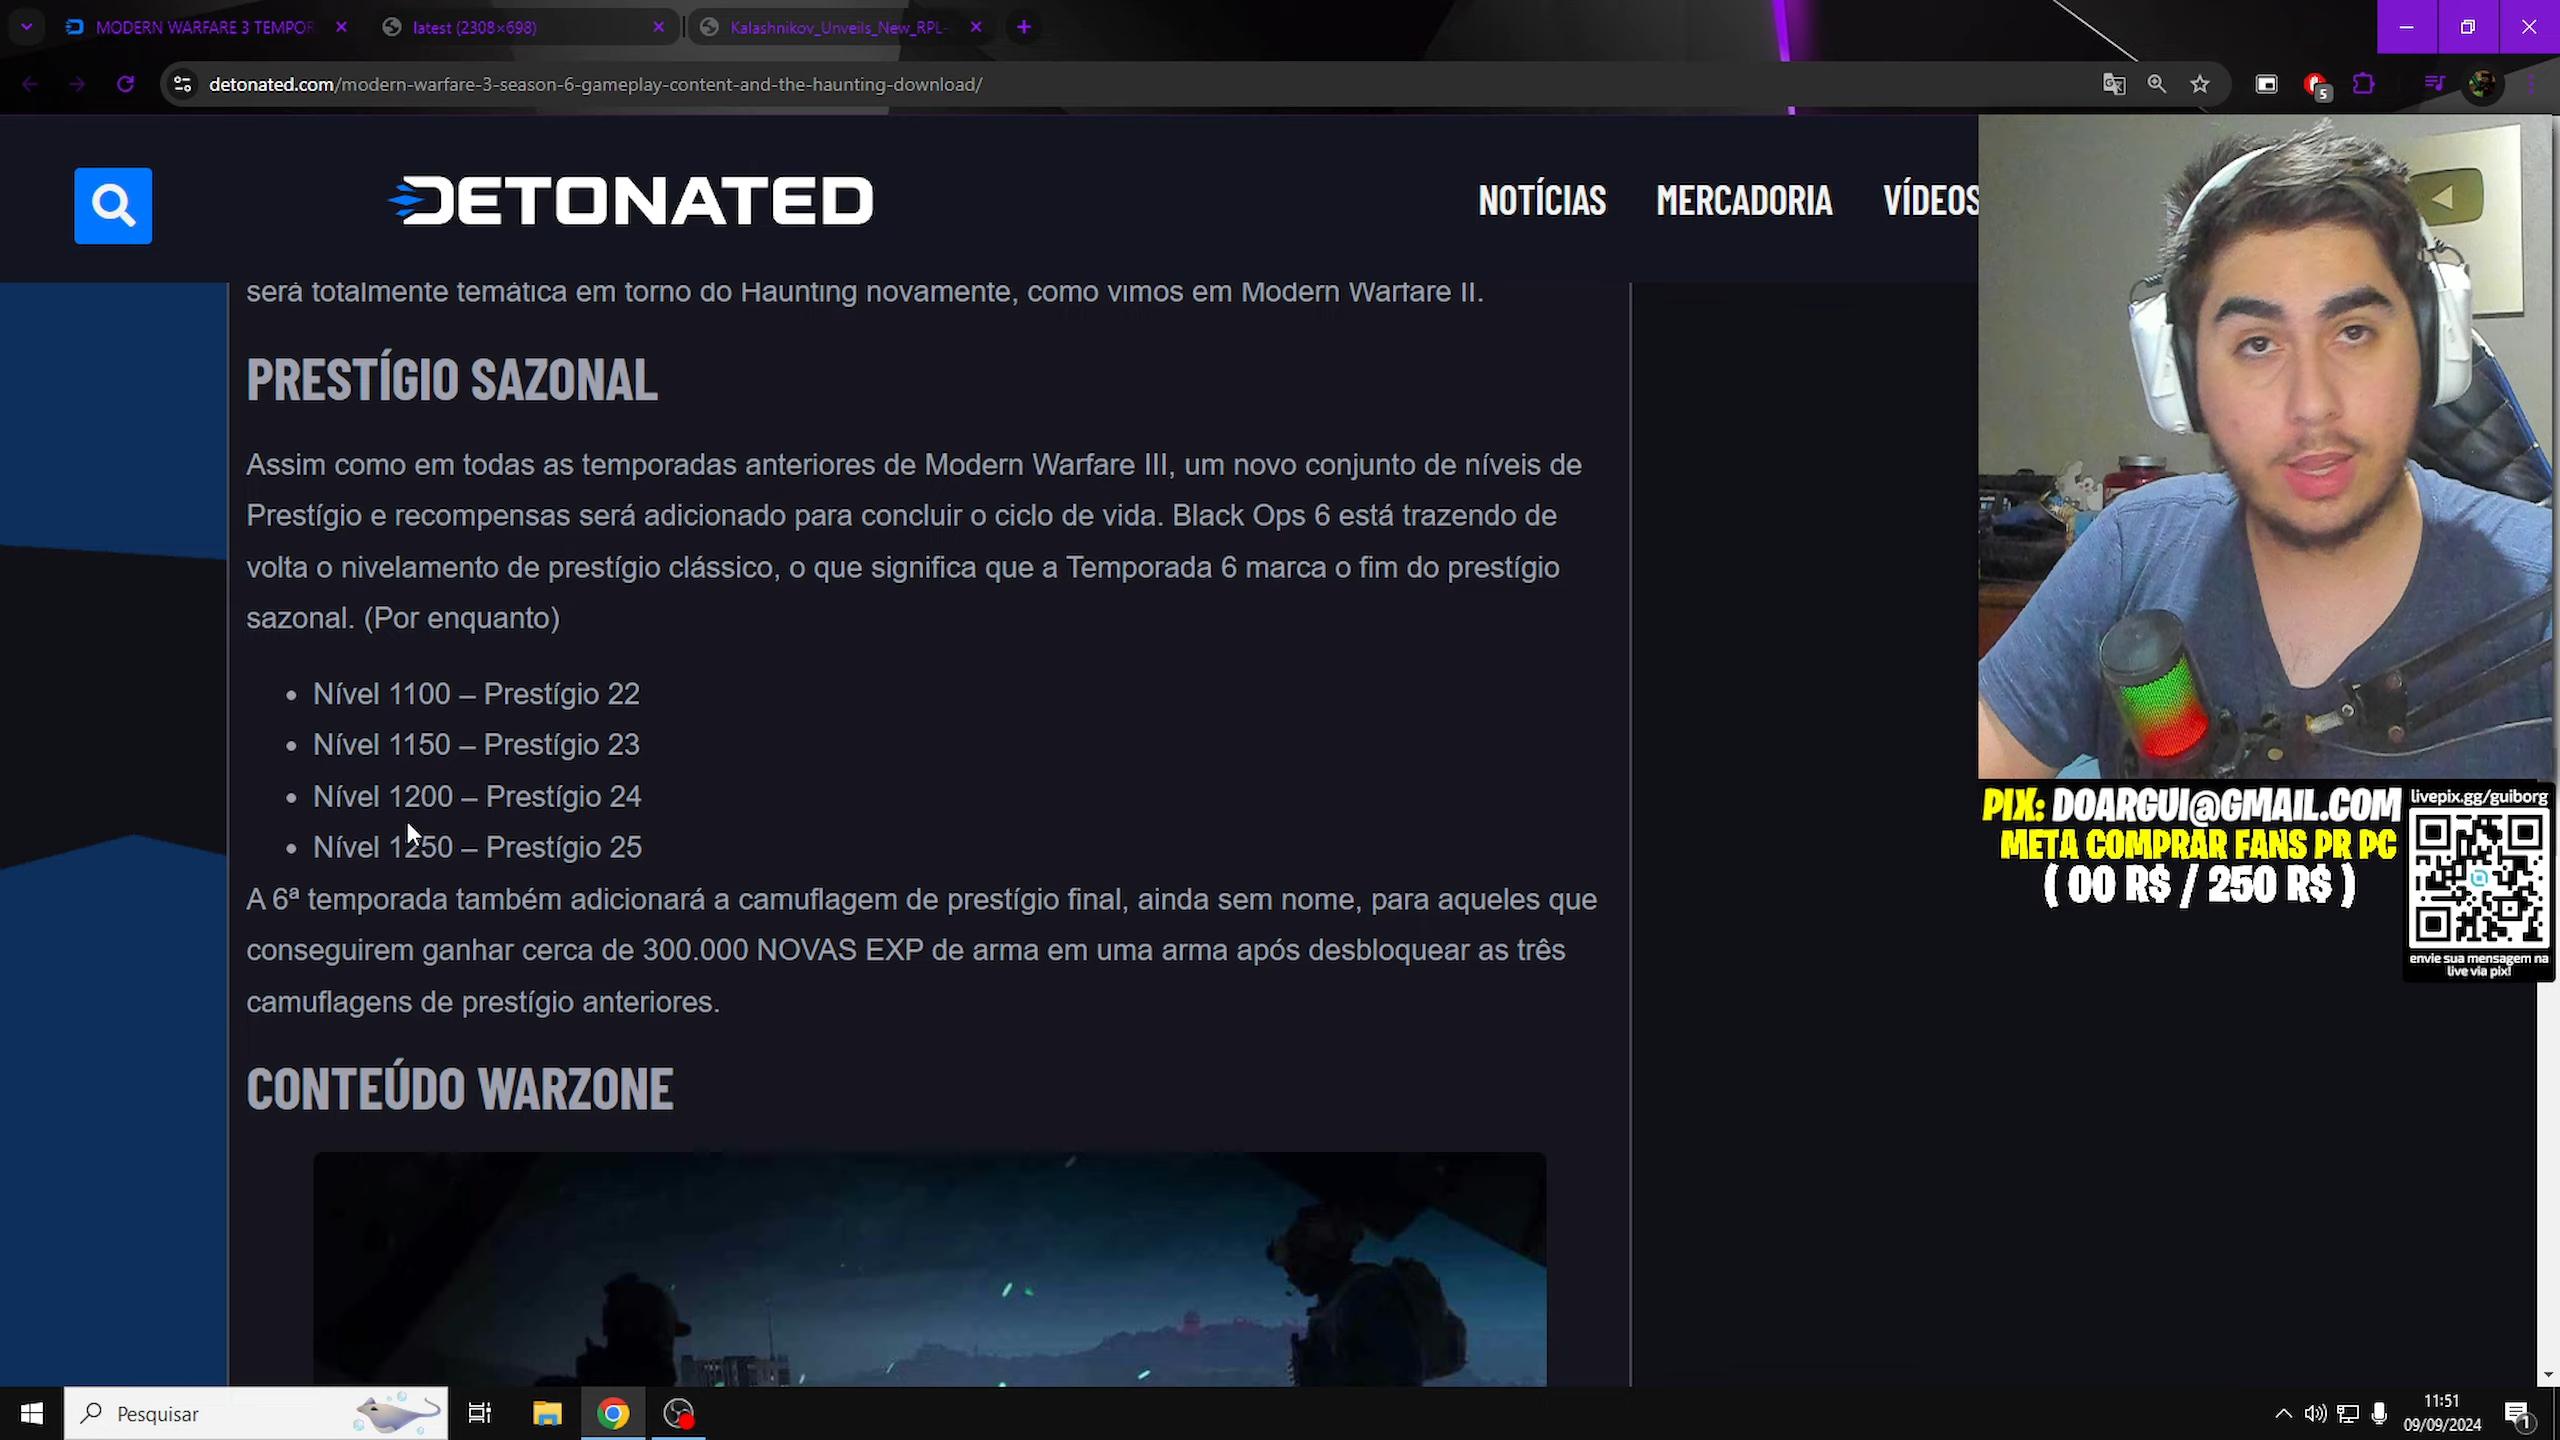 MODERN WARFARE 3 TEMPOR
latest (2308×698)
Kalashnikov_Unveils_New_RPL-
detonated.com/modern-warfare-3-season-6-gameplay-content-and-the-haunting-download/
5
DETONATED
NOTÍCIAS
MERCADORIA
VÍDEOS
será totalmente temática em torno do Haunting novamente, como vimos em Modern Warfare II.
PRESTÍGIO SAZONAL
Assim como em todas as temporadas anteriores de Modern Warfare III, um novo conjunto de níveis de
Prestígio e recompensas será adicionado para concluir o ciclo de vida. Black Ops 6 está trazendo de
volta o nivelamento de prestígio clássico, o que significa que a Temporada 6 marca o fim do prestígio
sazonal. (Por enquanto)
• Nível 1100 – Prestígio 22
• Nível 1150 – Prestígio 23
• Nível 1200 – Prestígio 24
• Nível 1250 – Prestígio 25
A 6ª temporada também adicionará a camuflagem de prestígio final, ainda sem nome, para aqueles que
conseguirem ganhar cerca de 300.000 NOVAS EXP de arma em uma arma após desbloquear as três
camuflagens de prestígio anteriores.
CONTEÚDO WARZONE
PIX: DOARGUI@GMAIL.COM
META COMPRAR FANS PR PC
( 00 R$ / 250 R$ )
livepix.gg/guiborg
envie sua mensagem na
live via pix!
Pesquisar
11:51
09/09/2024
1